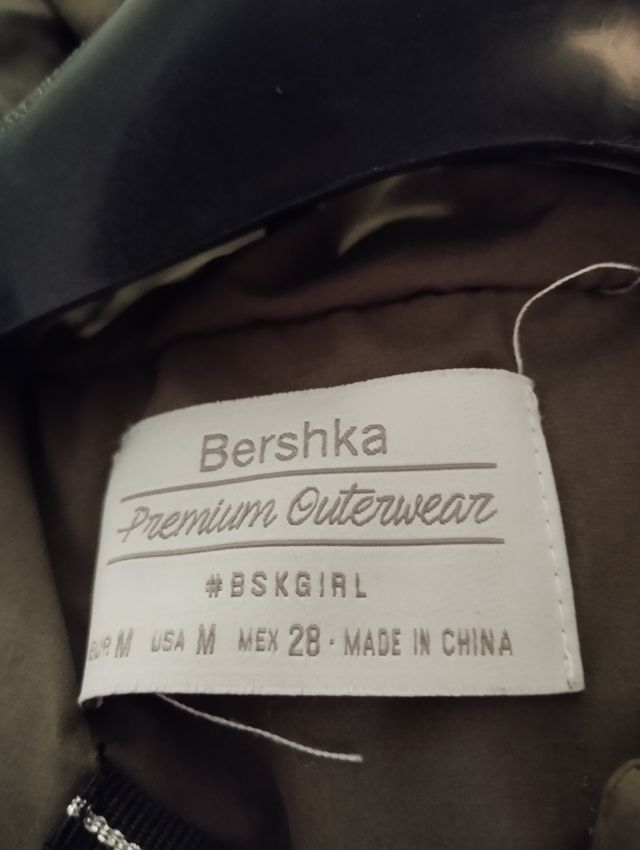 Bershka
Premium Outerwear
#BSKGIRL
EUR M USA M MEX 28 · MADE IN CHINA